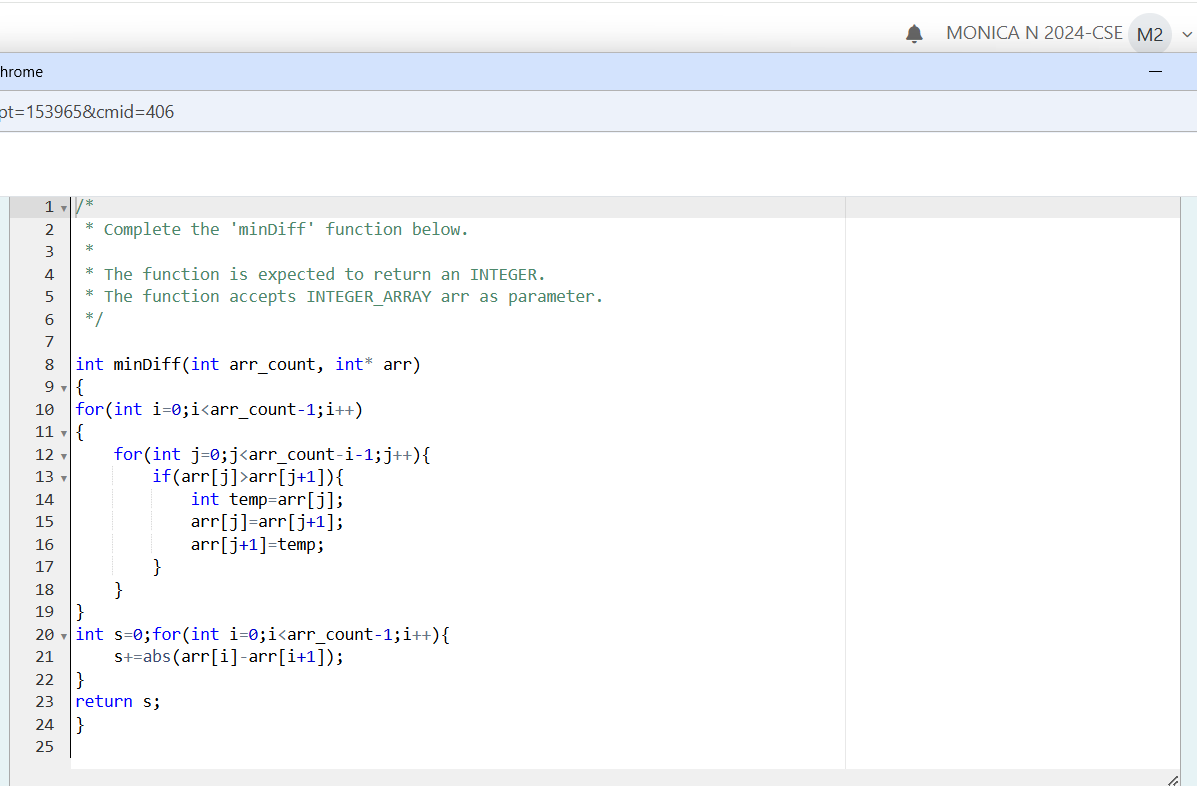 MONICA N 2024-CSE M2
hrome
pt=153965&cmid=406
1 /*
2  * Complete the 'minDiff' function below.
3  *
4  * The function is expected to return an INTEGER.
5  * The function accepts INTEGER_ARRAY arr as parameter.
6  */
7
8 int minDiff(int arr_count, int* arr)
9 {
10 for(int i=0;i<arr_count-1;i++)
11 {
12     for(int j=0;j<arr_count-i-1;j++){
13         if(arr[j]>arr[j+1]){
14             int temp=arr[j];
15             arr[j]=arr[j+1];
16             arr[j+1]=temp;
17         }
18     }
19 }
20 int s=0;for(int i=0;i<arr_count-1;i++){
21     s+=abs(arr[i]-arr[i+1]);
22 }
23 return s;
24 }
25